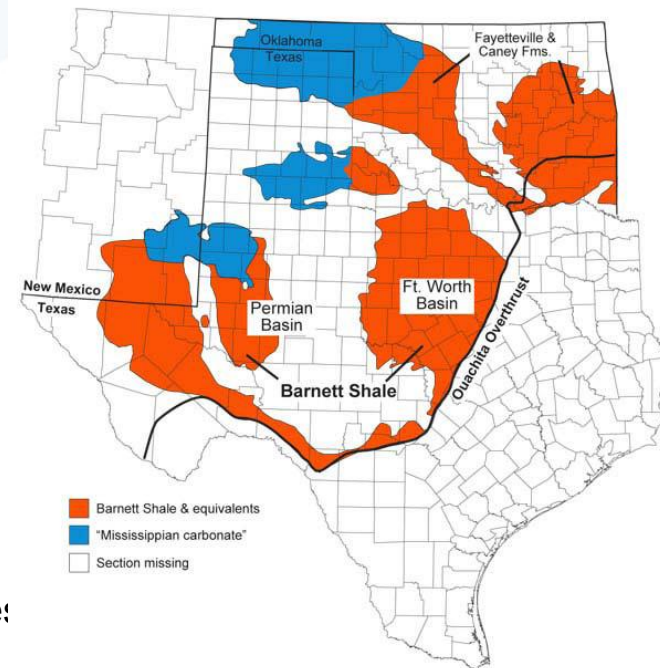 Oklahoma
Texas
Fayetteville &
Caney Fms.
New Mexico
Texas
Permian
Basin
Ft. Worth
Basin
Ouachita Overthrust
Barnett Shale
Barnett Shale & equivalents
"Mississippian carbonate"
Section missing